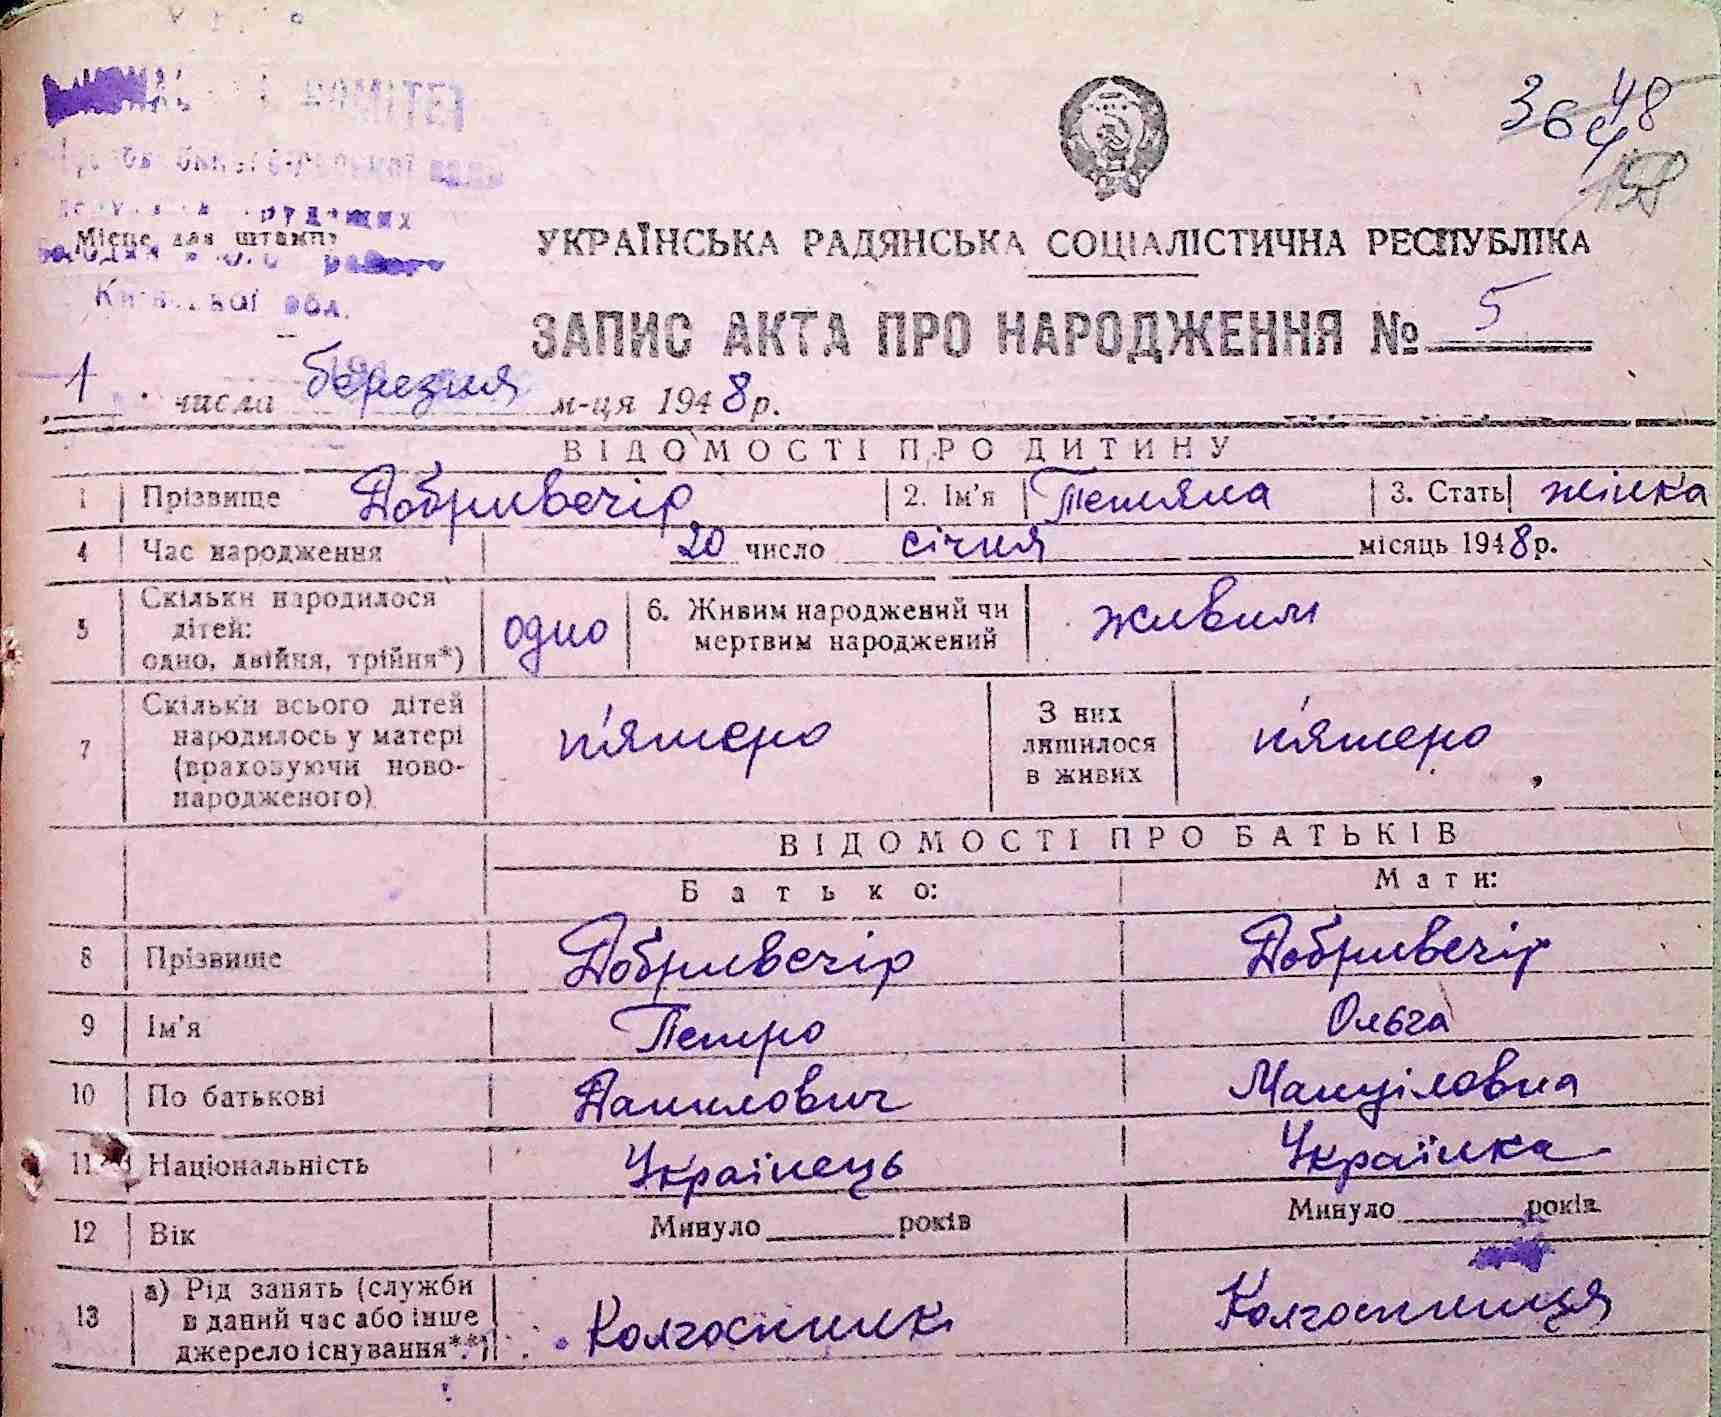 КОМІТЕТ
трудящих
району
Місце для штампу
Київської обл.
36 48
УКРАЇНСЬКА РАДЯНСЬКА СОЦІАЛІСТИЧНА РЕСПУБЛІКА
ЗАПИС АКТА ПРО НАРОДЖЕННЯ № 5
1 числа березня м-ця 1948 р.
ВІДОМОСТІ ПРО ДИТИНУ
1 Прізвище Добривечір 2. Ім'я Тетяна 3. Стать жінка
4 Час народження 20 число січня місяць 1948 р.
5 Скільки народилося дітей: одно, двійня, трійня*) одно 6. Живим народжений чи мертвим народжений живим
7 Скільки всього дітей народилось у матері (враховуючи новонародженого) п'ятеро З них лишилося в живих п'ятеро
ВІДОМОСТІ ПРО БАТЬКІВ
Батько: Мати:
8 Прізвище Добривечір Добривечір
9 Ім'я Петро Ольга
10 По батькові Данилович Мануіловна
11 Національність Українець Українка
12 Вік Минуло років Минуло років
13 а) Рід занять (служби в даний час або інше джерело існування**) Колгоспник Колгоспниця